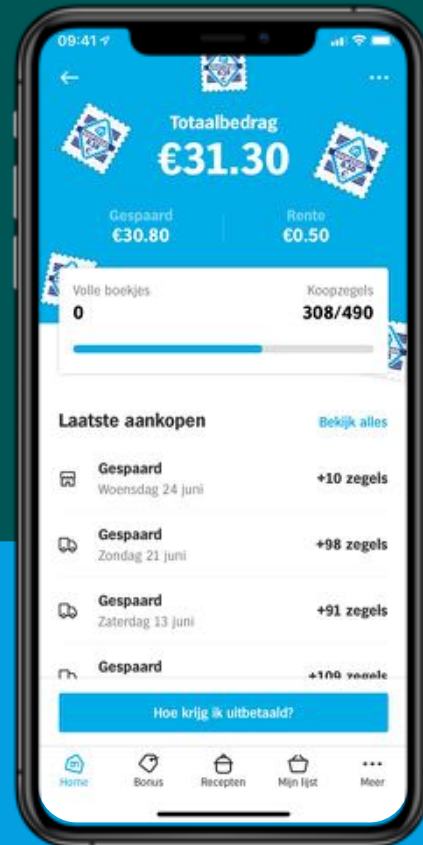 09:41
Totaalbedrag
€31.30
Gespaard Rente
€30.80 €0.50
Volle boekjes Koopzegels
0 308/490
Laatste aankopen Bekijk alles
Gespaard
Woensdag 24 juni
+10 zegels
Gespaard
Zondag 21 juni
+98 zegels
Gespaard
Zaterdag 13 juni
+91 zegels
Gespaard
+109 zegels
Hoe krijg ik uitbetaald?
Home Bonus Recepten Mijn lijst Meer